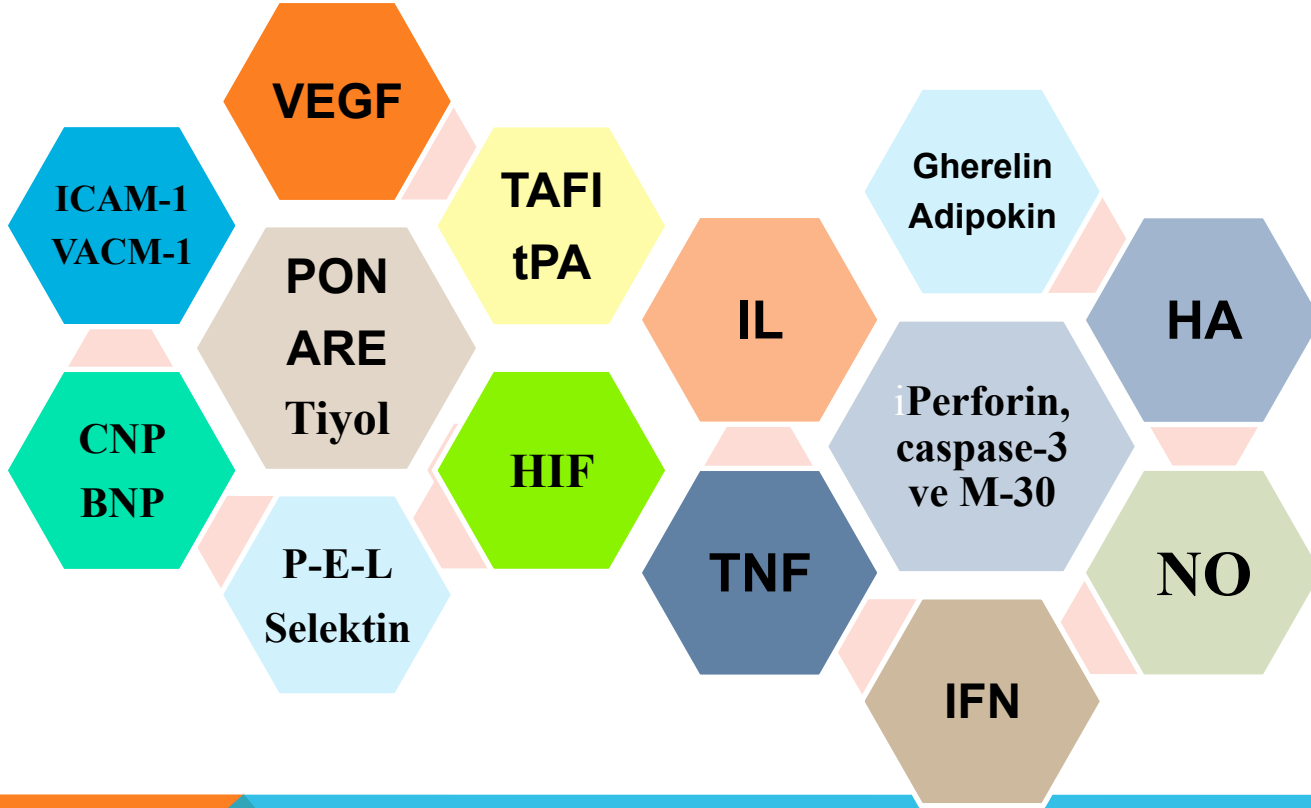 VEGF
ICAM-1
VACM-1
TAFI
tPA
PON
ARE
Tiyol
CNP
BNP
HIF
P-E-L
Selektin
Gherelin
Adipokin
IL
HA
iPerforin,
caspase-3
ve M-30
TNF
NO
IFN